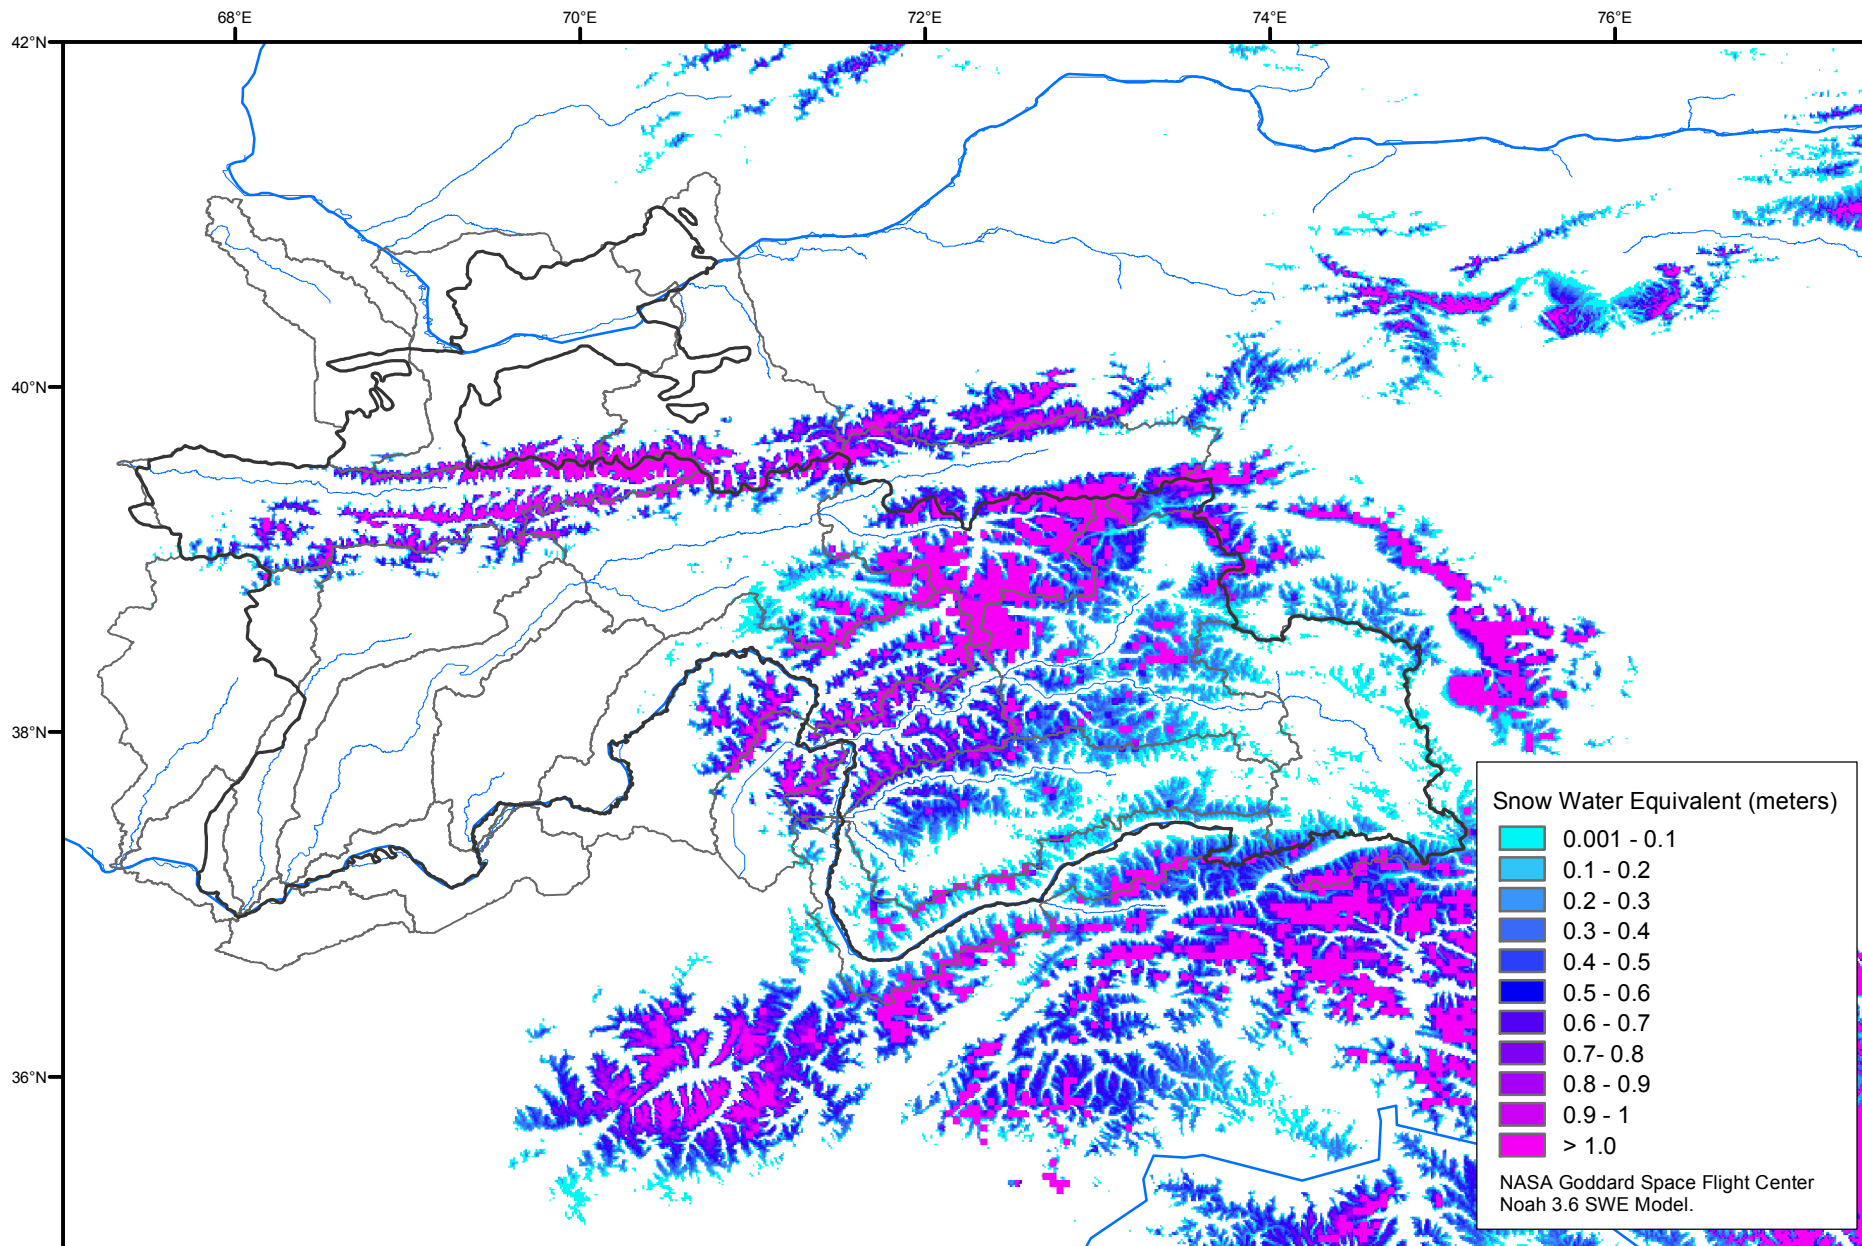 68°E 70°E 72°E 74°E 76°E
42°N
40°N
38°N
36°N
Snow Water Equivalent (meters)
0.001 - 0.1
0.1 - 0.2
0.2 - 0.3
0.3 - 0.4
0.4 - 0.5
0.5 - 0.6
0.6 - 0.7
0.7- 0.8
0.8 - 0.9
0.9 - 1
> 1.0
NASA Goddard Space Flight Center
Noah 3.6 SWE Model.